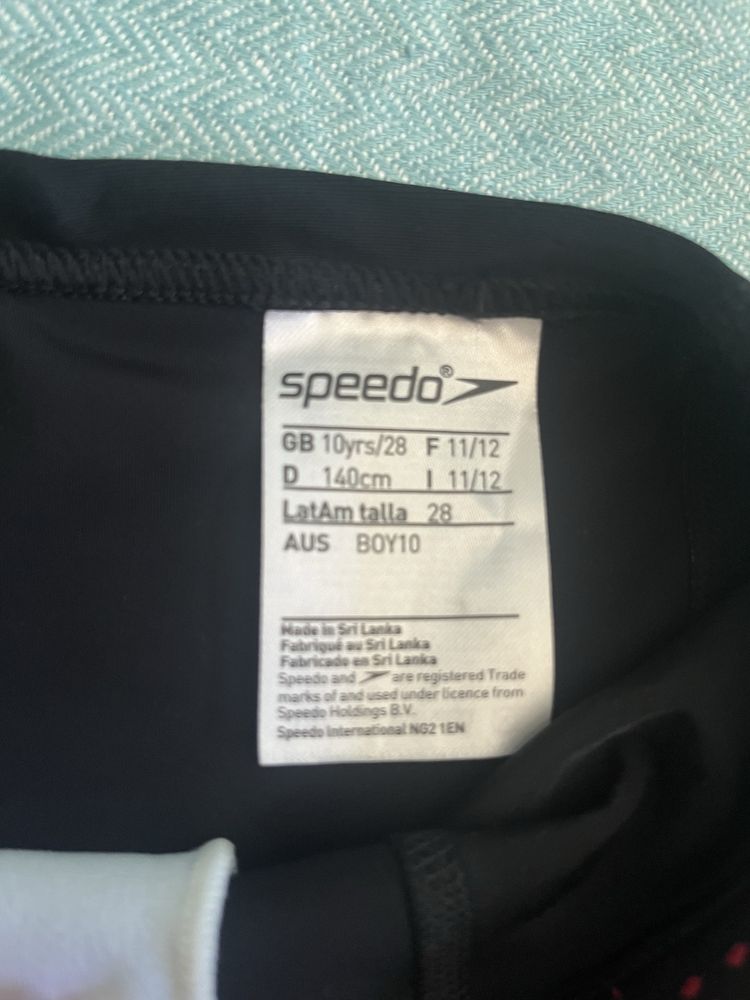 speedo®
GB 10yrs/28 F 11/12
D 140cm I 11/12
LatAm talla 28
AUS BOY10
Made in Sri Lanka
Fabriqué au Sri Lanka
Fabricado en Sri Lanka
Speedo and are registered Trade
marks of and used under licence from
Speedo Holdings B.V.
Speedo International NG2 1EN